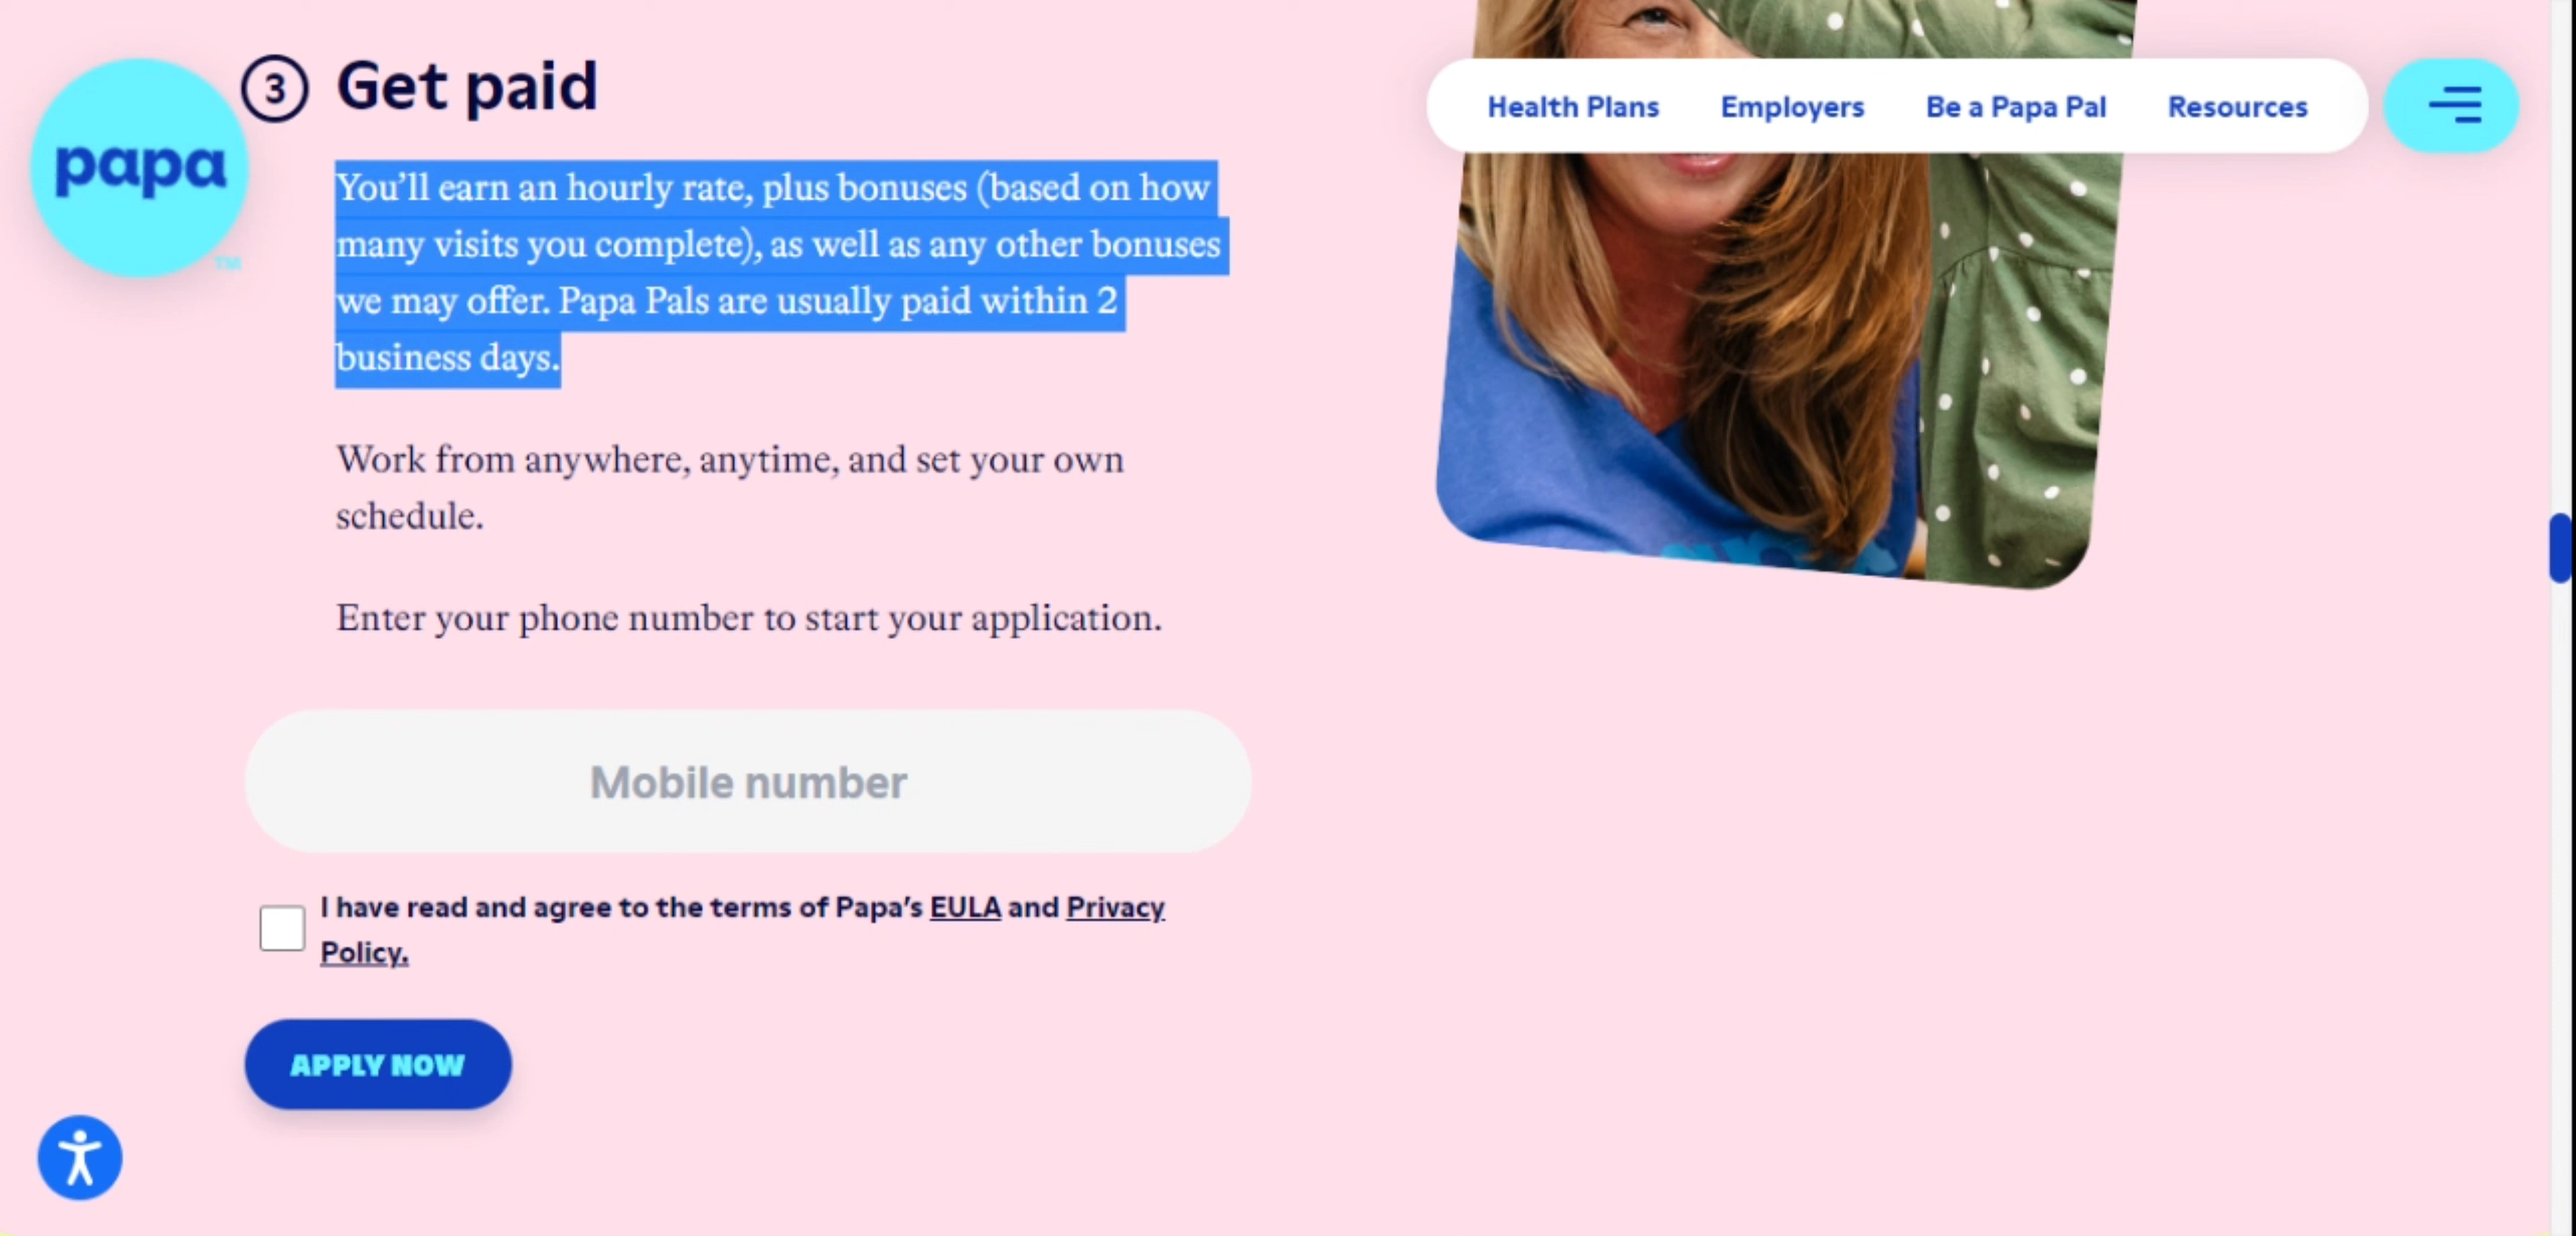 papa
TM
3 Get paid
Health Plans Employers Be a Papa Pal Resources
You’ll earn an hourly rate, plus bonuses (based on how
many visits you complete), as well as any other bonuses
we may offer. Papa Pals are usually paid within 2
business days.
Work from anywhere, anytime, and set your own
schedule.
Enter your phone number to start your application.
Mobile number
I have read and agree to the terms of Papa’s EULA and Privacy
Policy.
APPLY NOW